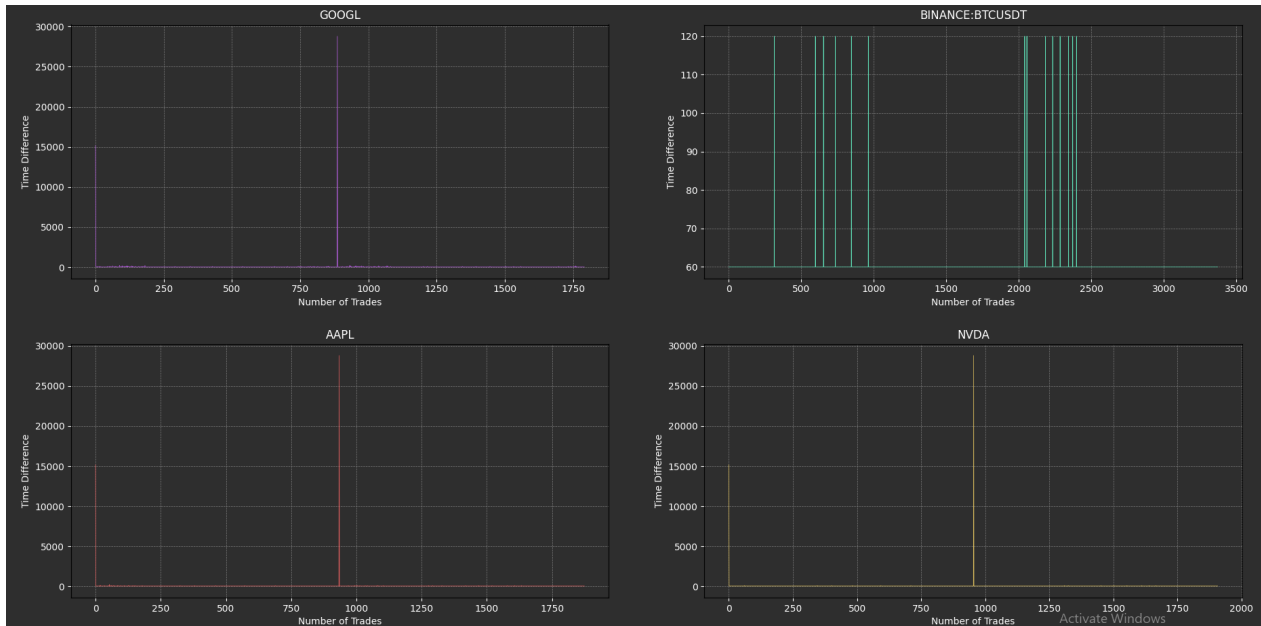 GOOGL
30000
25000
20000
15000
10000
5000
0
Time Difference
0 250 500 750 1000 1250 1500 1750
Number of Trades
BINANCE:BTCUSDT
120
110
100
90
80
70
60
Time Difference
0 500 1000 1500 2000 2500 3000 3500
Number of Trades
AAPL
30000
25000
20000
15000
10000
5000
0
Time Difference
0 250 500 750 1000 1250 1500 1750
Number of Trades
NVDA
30000
25000
20000
15000
10000
5000
0
Time Difference
0 250 500 750 1000 1250 1500 1750 2000
Number of Trades
Activate Windows